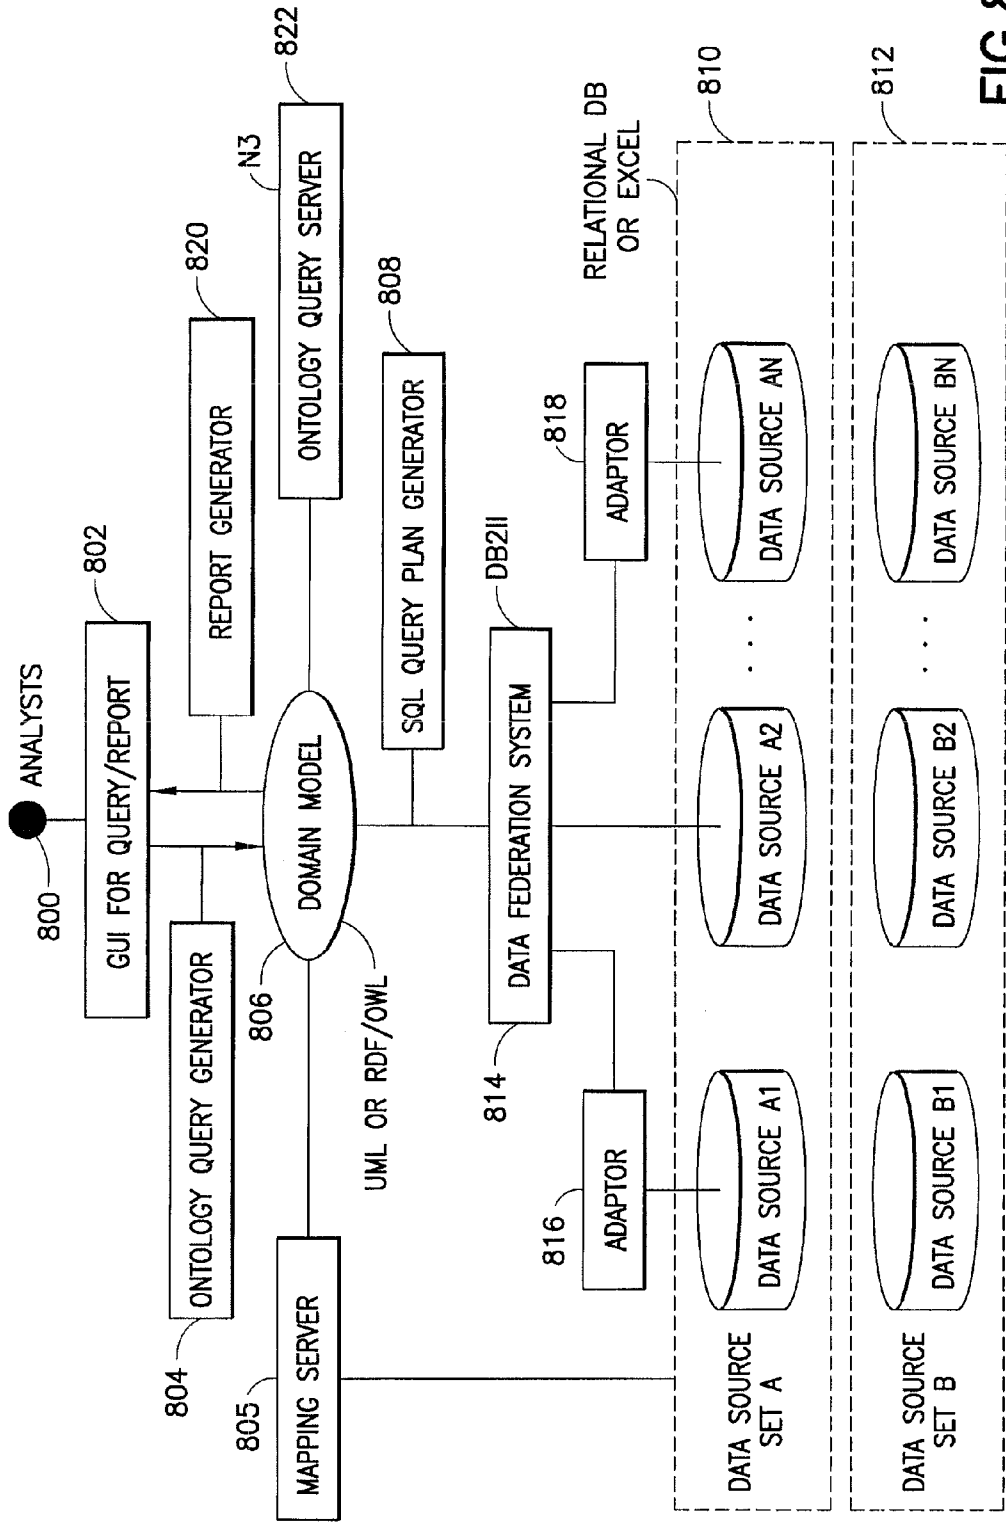 800
ANALYSTS
802
GUI FOR QUERY/REPORT
804
ONTOLOGY QUERY GENERATOR
REPORT GENERATOR
820
805
MAPPING SERVER
806
DOMAIN MODEL
UML OR RDF/OWL
ONTOLOGY QUERY SERVER
N3
822
SQL QUERY PLAN GENERATOR
808
814
DATA FEDERATION SYSTEM
DB2II
816
ADAPTOR
818
ADAPTOR
RELATIONAL DB
OR EXCEL
810
DATA SOURCE
SET A
DATA SOURCE A1
DATA SOURCE A2
. . .
DATA SOURCE AN
812
DATA SOURCE
SET B
DATA SOURCE B1
DATA SOURCE B2
. . .
DATA SOURCE BN
FIG.8